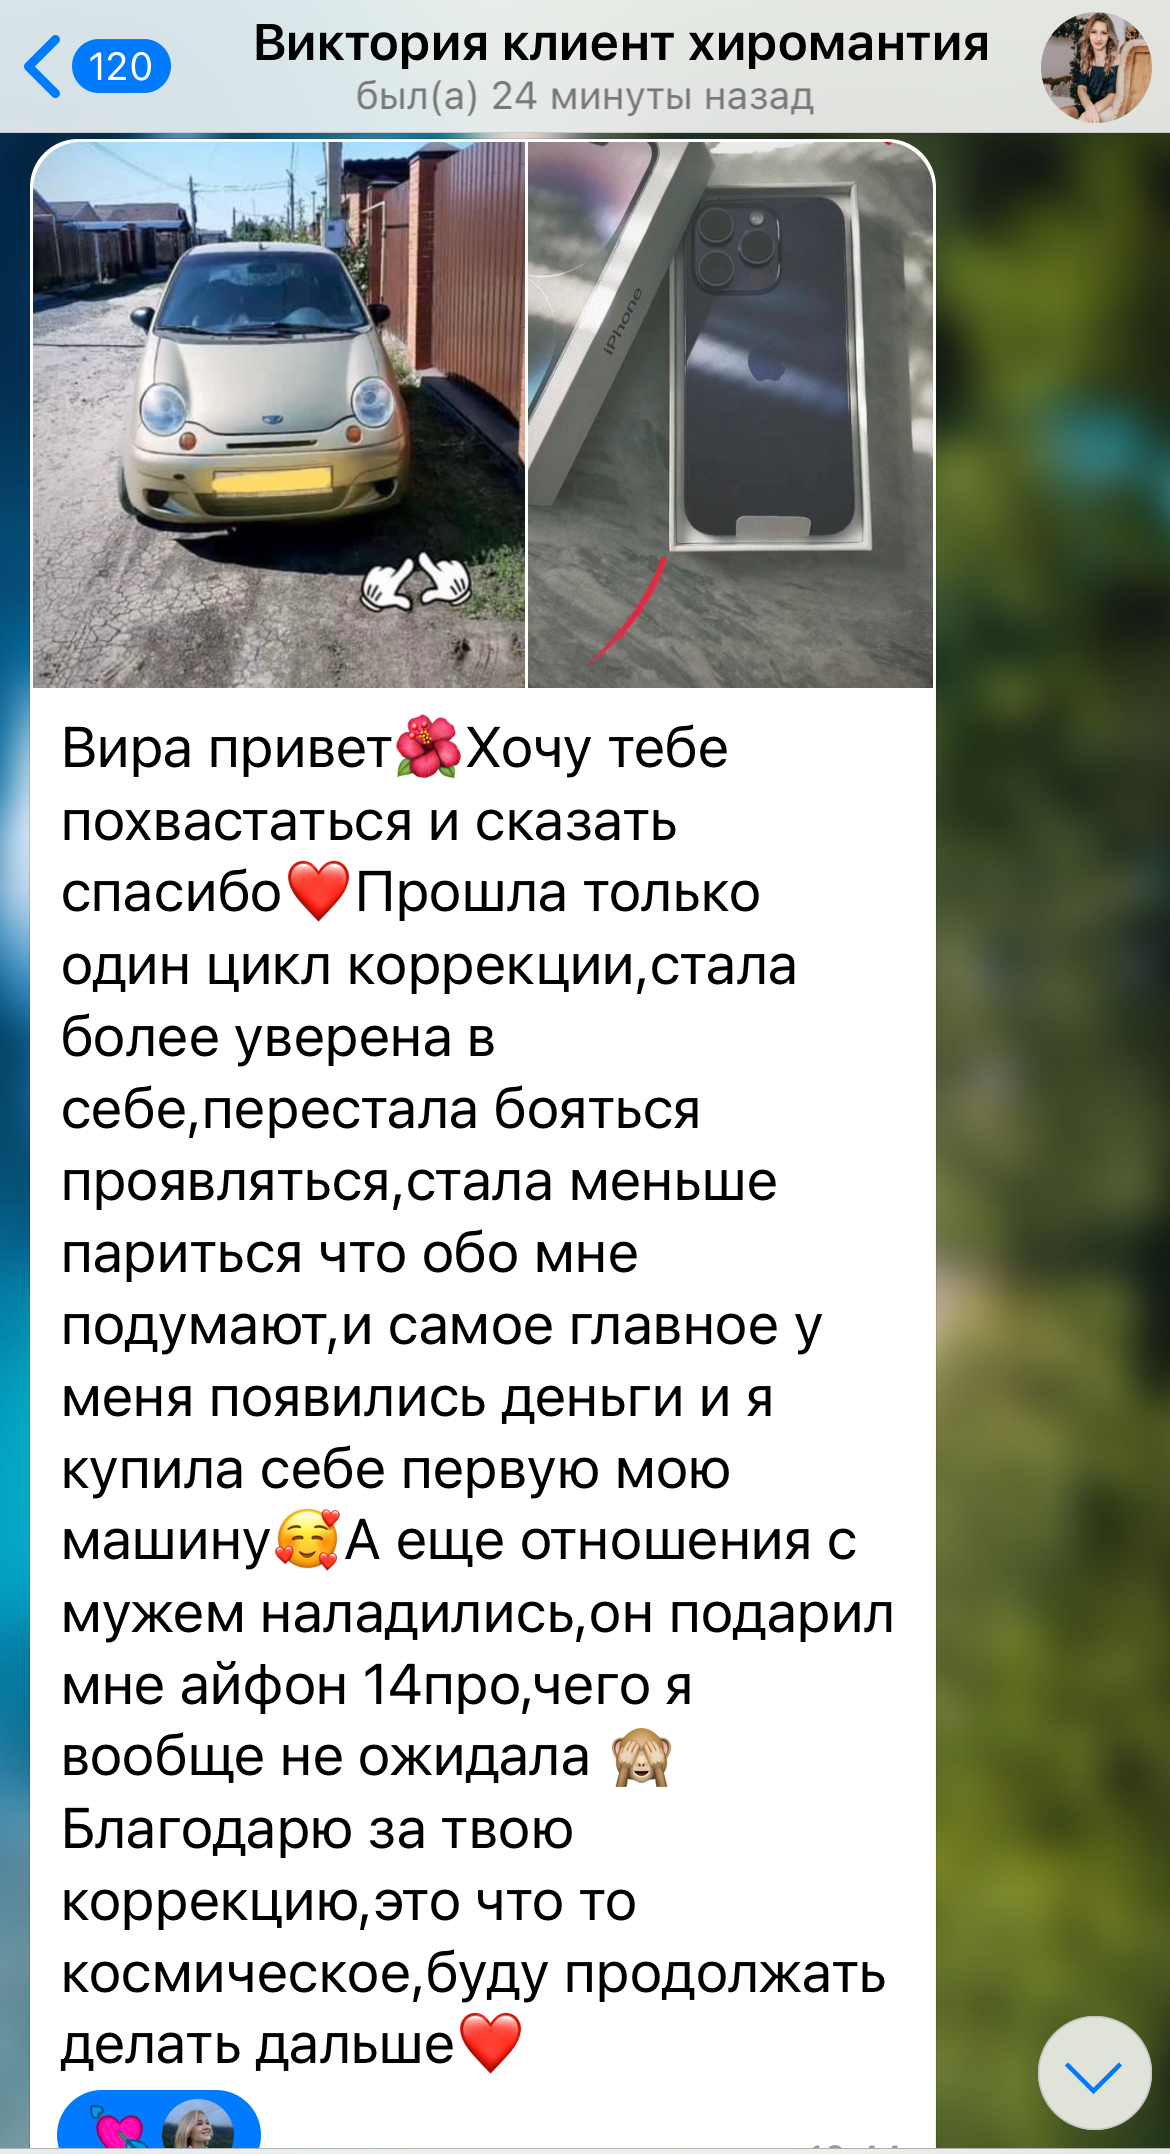 120
Виктория клиент хиромантия
был(а) 24 минуты назад
iPhone
Вира привет🌺Хочу тебе
похвастаться и сказать
спасибо❤️Прошла только
один цикл коррекции,стала
более уверена в
себе,перестала бояться
проявляться,стала меньше
париться что обо мне
подумают,и самое главное у
меня появились деньги и я
купила себе первую мою
машину🥰А еще отношения с
мужем наладились,он подарил
мне айфон 14про,чего я
вообще не ожидала 🙈
Благодарю за твою
коррекцию,это что то
космическое,буду продолжать
делать дальше❤️